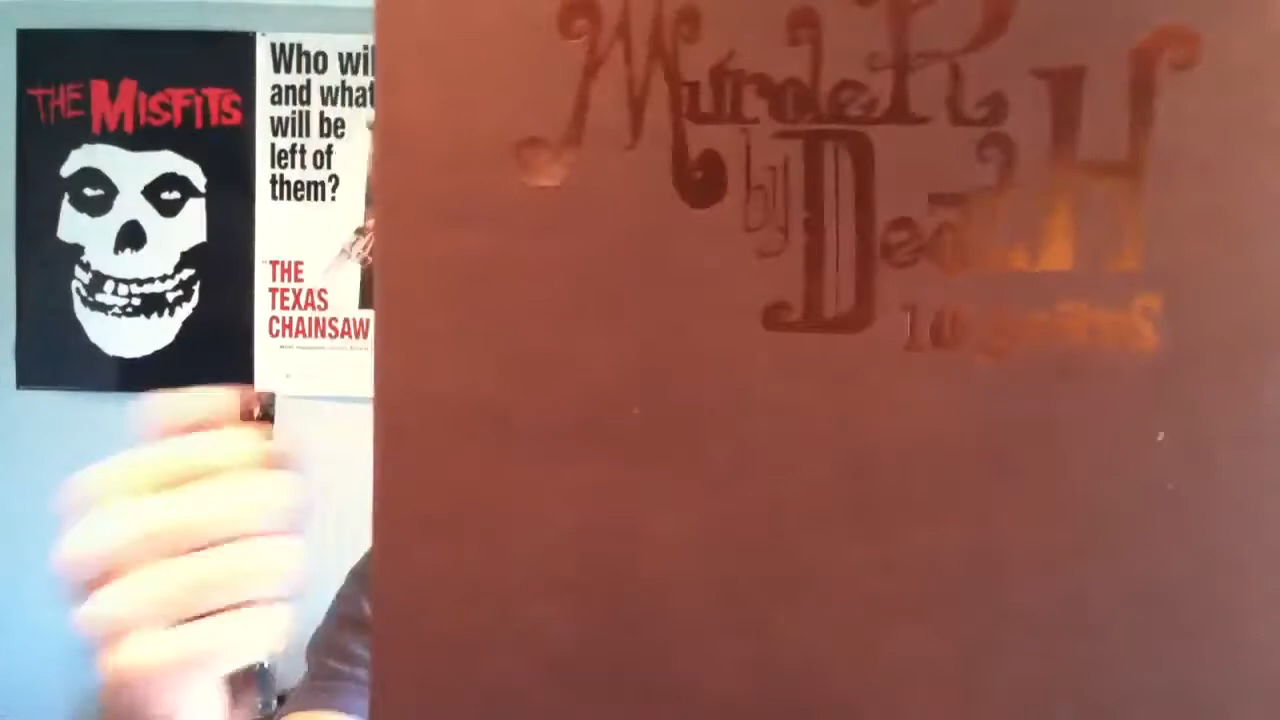 THE MISFITS
Who wil
and what
will be
left of
them?
"THE
TEXAS
CHAINSAW
MurdeR
by DeatH